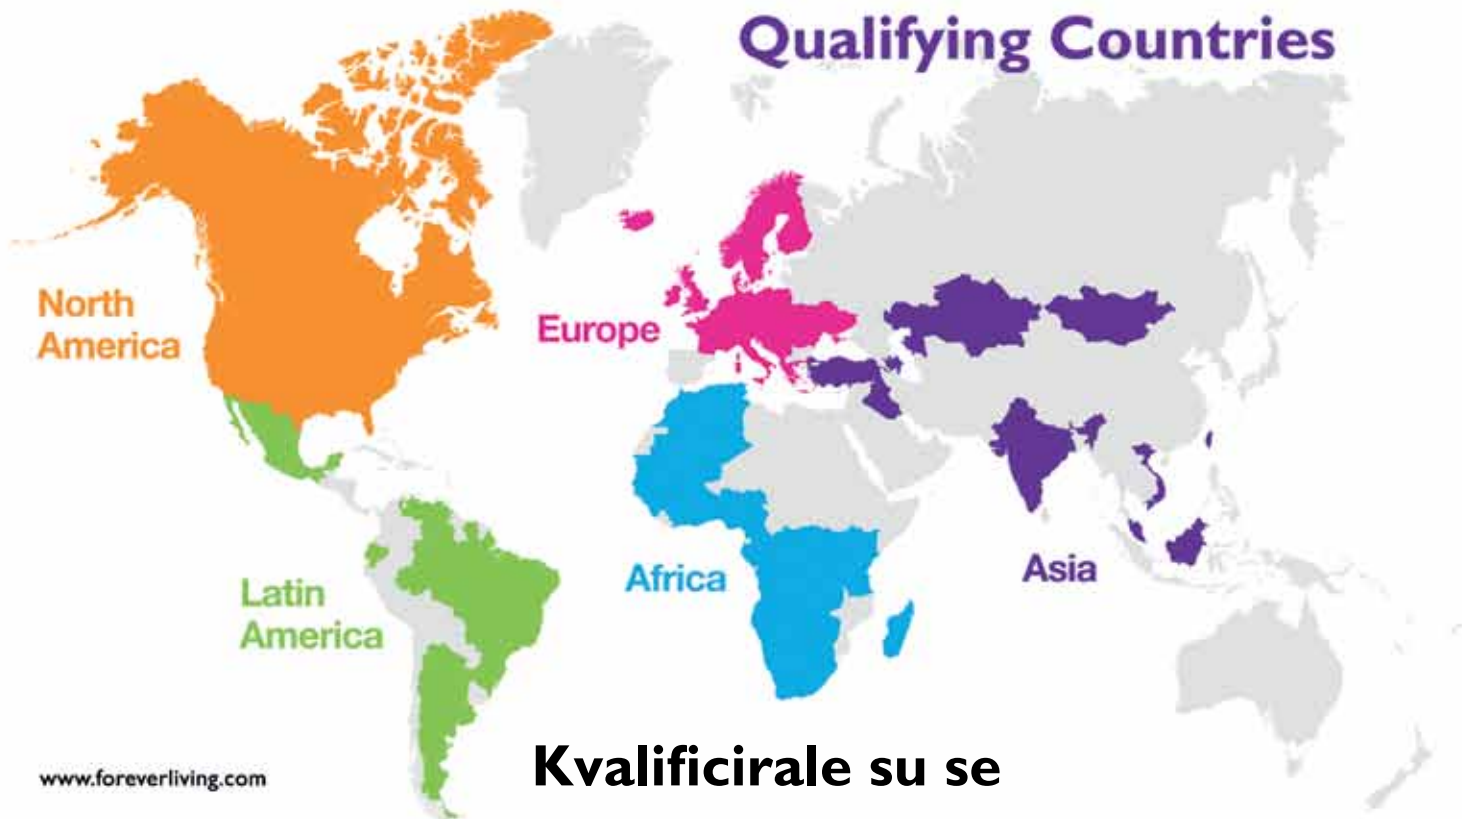 Qualifying Countries
North
America
Europe
Latin
America
Africa
Asia
www.foreverliving.com
Kvalificirale su se